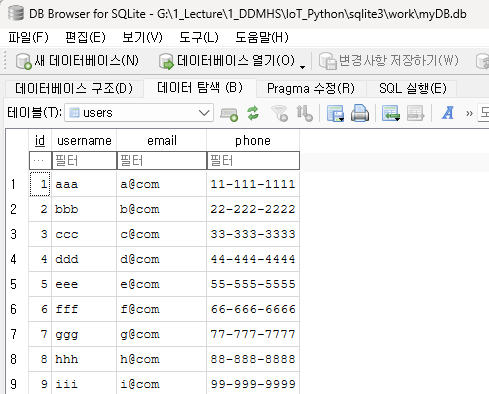 DB Browser for SQLite - G:\1_Lecture\1_DDMHS\IoT_Python\sqlite3\work\myDB.db
파일(F) 편집(E) 보기(V) 도구(L) 도움말(H)
새 데이터베이스(N) 데이터베이스 열기(O)... 변경사항 저장하기(W)
데이터베이스 구조(D) 데이터 탐색 (B) Pragma 수정(R) SQL 실행(E)
테이블(T): users A »
id username email phone
... 필터 필터 필터
1 1 aaa a@com 11-111-1111
2 2 bbb b@com 22-222-2222
3 3 ccc c@com 33-333-3333
4 4 ddd d@com 44-444-4444
5 5 eee e@com 55-555-5555
6 6 fff f@com 66-666-6666
7 7 ggg g@com 77-777-7777
8 8 hhh h@com 88-888-8888
9 9 iii i@com 99-999-9999